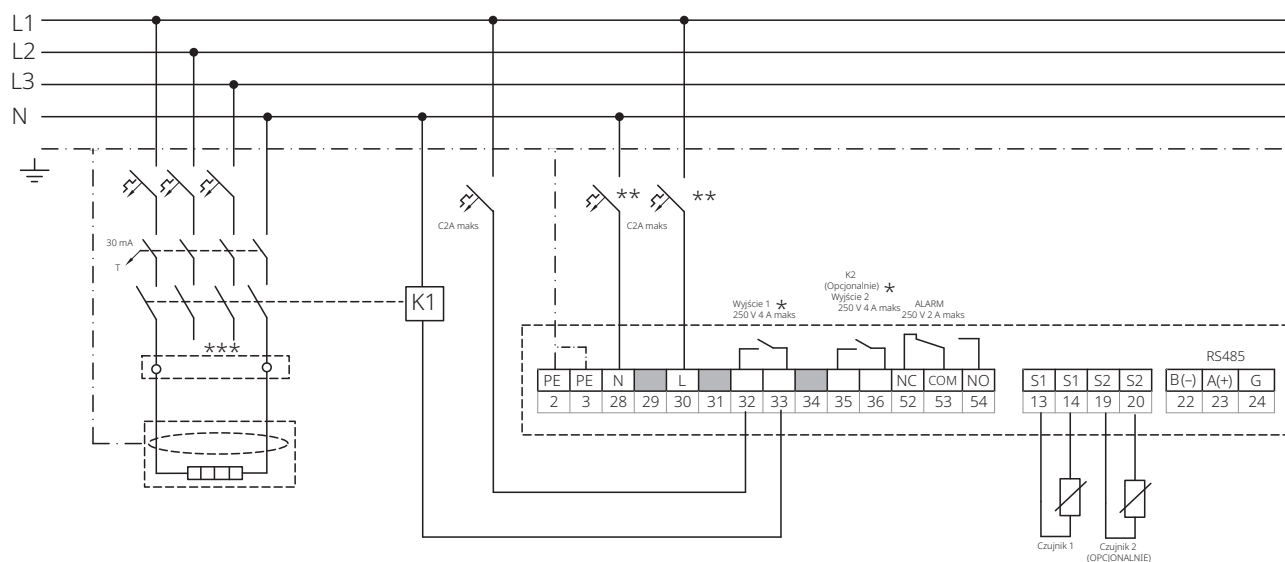 L1
L2
L3
N
30 mA
T
C2A maks
**
C2A maks
**
K1
***
Wyjście 1 *
250 V 4 A maks
K2
(Opcjonalnie) *
Wyjście 2
250 V 4 A maks
ALARM
250 V 2 A maks
RS485
PE PE N L NC COM NO
2 3 28 29 30 31 32 33 34 35 36 52 53 54
S1 S1 S2 S2
13 14 19 20
B(–) A(+) G
22 23 24
Czujnik 1
Czujnik 2
(OPCJONALNIE)